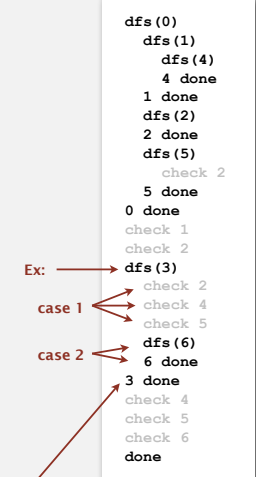 dfs(0)
dfs(1)
dfs(4)
4 done
1 done
dfs(2)
2 done
dfs(5)
check 2
5 done
0 done
check 1
check 2
Ex: dfs(3)
check 2
case 1 check 4
check 5
dfs(6)
case 2 6 done
3 done
check 4
check 5
check 6
done